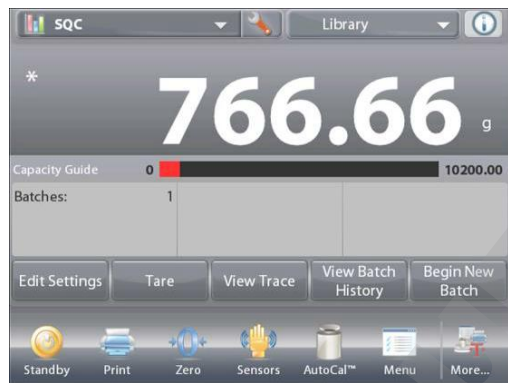 SQC Library
*
766.66 g
Capacity Guide 0 10200.00
Batches: 1
Edit Settings Tare View Trace View Batch History Begin New Batch
Standby Print Zero Sensors AutoCal™ Menu More...